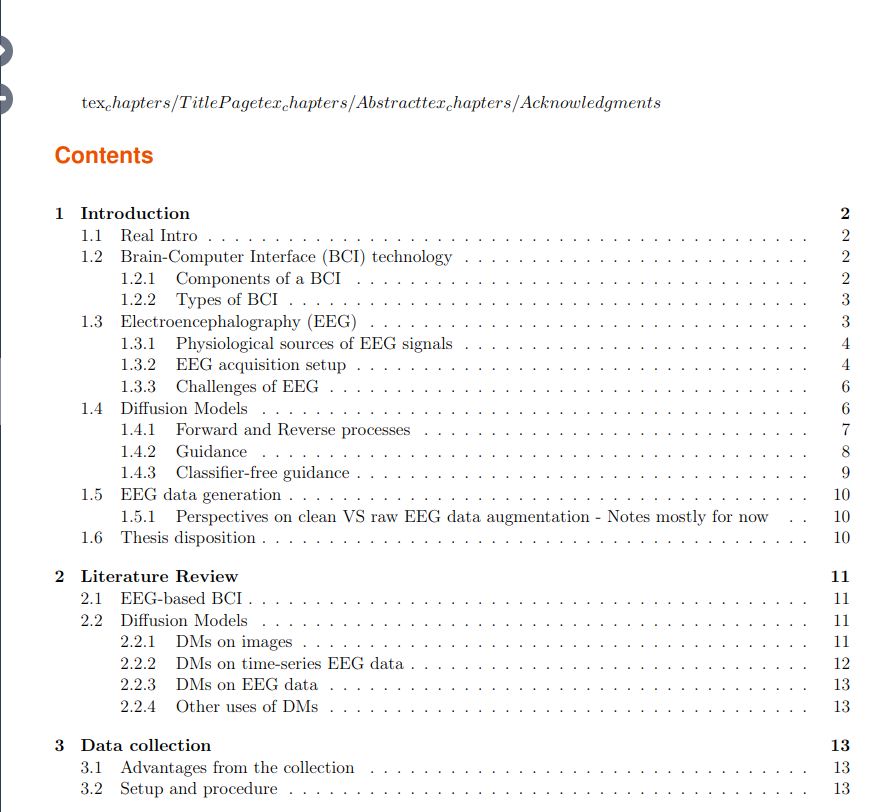 tex_chapters/TitlePagetex_chapters/Abstracttex_chapters/Acknowledgments
Contents
1 Introduction 2
1.1 Real Intro . . . . . . . . . . . . . . . . . . . . . . . . . . . . . . . . . . . . . . . . . . . . 2
1.2 Brain-Computer Interface (BCI) technology . . . . . . . . . . . . . . . . . . . . . . . . . . 2
1.2.1 Components of a BCI . . . . . . . . . . . . . . . . . . . . . . . . . . . . . . . . . . 2
1.2.2 Types of BCI . . . . . . . . . . . . . . . . . . . . . . . . . . . . . . . . . . . . . . . 3
1.3 Electroencephalography (EEG) . . . . . . . . . . . . . . . . . . . . . . . . . . . . . . . . . 3
1.3.1 Physiological sources of EEG signals . . . . . . . . . . . . . . . . . . . . . . . . . . 4
1.3.2 EEG acquisition setup . . . . . . . . . . . . . . . . . . . . . . . . . . . . . . . . . . 4
1.3.3 Challenges of EEG . . . . . . . . . . . . . . . . . . . . . . . . . . . . . . . . . . . . 6
1.4 Diffusion Models . . . . . . . . . . . . . . . . . . . . . . . . . . . . . . . . . . . . . . . . . 6
1.4.1 Forward and Reverse processes . . . . . . . . . . . . . . . . . . . . . . . . . . . . . 7
1.4.2 Guidance . . . . . . . . . . . . . . . . . . . . . . . . . . . . . . . . . . . . . . . . . 8
1.4.3 Classifier-free guidance . . . . . . . . . . . . . . . . . . . . . . . . . . . . . . . . . . 9
1.5 EEG data generation . . . . . . . . . . . . . . . . . . . . . . . . . . . . . . . . . . . . . . . 10
1.5.1 Perspectives on clean VS raw EEG data augmentation - Notes mostly for now . . 10
1.6 Thesis disposition . . . . . . . . . . . . . . . . . . . . . . . . . . . . . . . . . . . . . . . . . 10
2 Literature Review 11
2.1 EEG-based BCI . . . . . . . . . . . . . . . . . . . . . . . . . . . . . . . . . . . . . . . . . . 11
2.2 Diffusion Models . . . . . . . . . . . . . . . . . . . . . . . . . . . . . . . . . . . . . . . . . 11
2.2.1 DMs on images . . . . . . . . . . . . . . . . . . . . . . . . . . . . . . . . . . . . . . 11
2.2.2 DMs on time-series EEG data . . . . . . . . . . . . . . . . . . . . . . . . . . . . . . 12
2.2.3 DMs on EEG data . . . . . . . . . . . . . . . . . . . . . . . . . . . . . . . . . . . . 13
2.2.4 Other uses of DMs . . . . . . . . . . . . . . . . . . . . . . . . . . . . . . . . . . . . 13
3 Data collection 13
3.1 Advantages from the collection . . . . . . . . . . . . . . . . . . . . . . . . . . . . . . . . . 13
3.2 Setup and procedure . . . . . . . . . . . . . . . . . . . . . . . . . . . . . . . . . . . . . . . 13